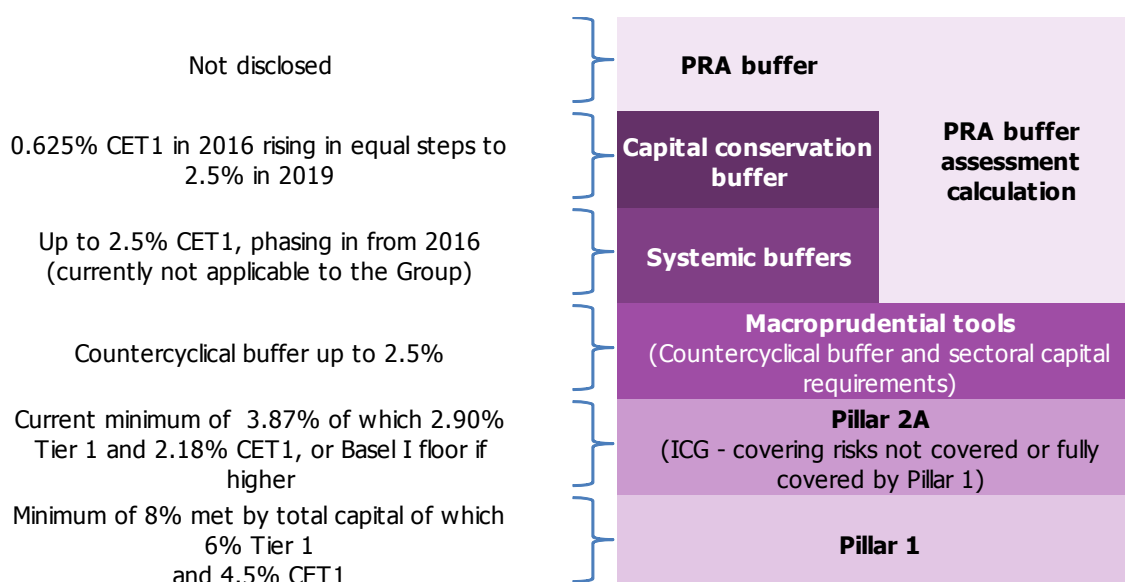 Not disclosed
PRA buffer
0.625% CET1 in 2016 rising in equal steps to
2.5% in 2019
Capital conservation
buffer
PRA buffer
assessment
calculation
Up to 2.5% CET1, phasing in from 2016
(currently not applicable to the Group)
Systemic buffers
Countercyclical buffer up to 2.5%
Macroprudential tools
(Countercyclical buffer and sectoral capital
requirements)
Current minimum of 3.87% of which 2.90%
Tier 1 and 2.18% CET1, or Basel I floor if
higher
Pillar 2A
(ICG - covering risks not covered or fully
covered by Pillar 1)
Minimum of 8% met by total capital of which
6% Tier 1
and 4.5% CET1
Pillar 1